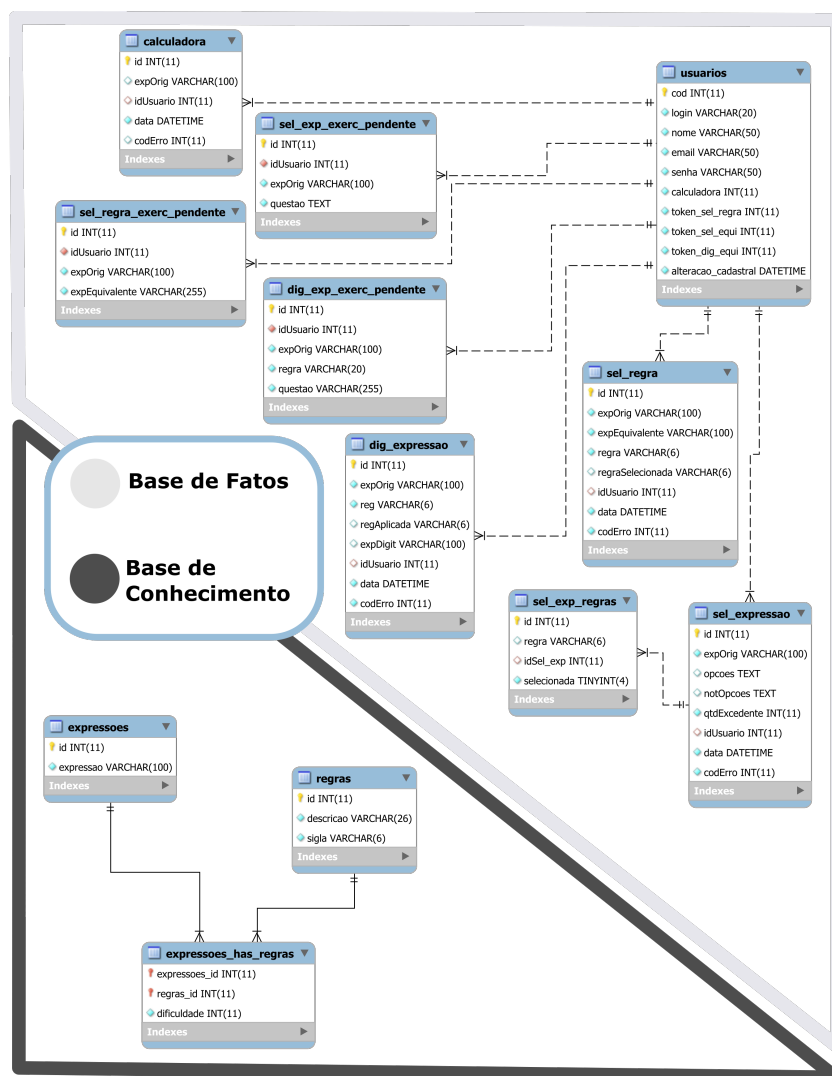 calculadora
id INT(11)
expOrig VARCHAR(100)
idUsuario INT(11)
data DATETIME
codErro INT(11)
Indexes
usuarios
cod INT(11)
login VARCHAR(20)
nome VARCHAR(50)
email VARCHAR(50)
senha VARCHAR(50)
calculadora INT(11)
token_sel_regra INT(11)
token_sel_equi INT(11)
token_dig_equi INT(11)
alteracao_cadastral DATETIME
Indexes
sel_exp_exerc_pendente
id INT(11)
idUsuario INT(11)
expOrig VARCHAR(100)
questao TEXT
Indexes
sel_regra_exerc_pendente
id INT(11)
idUsuario INT(11)
expOrig VARCHAR(100)
expEquivalente VARCHAR(255)
Indexes
dig_exp_exerc_pendente
id INT(11)
idUsuario INT(11)
expOrig VARCHAR(100)
regra VARCHAR(20)
questao VARCHAR(255)
Indexes
sel_regra
id INT(11)
expOrig VARCHAR(100)
expEquivalente VARCHAR(100)
regra VARCHAR(6)
regraSelecionada VARCHAR(6)
idUsuario INT(11)
data DATETIME
codErro INT(11)
Indexes
dig_expressao
id INT(11)
expOrig VARCHAR(100)
reg VARCHAR(6)
regAplicada VARCHAR(6)
expDigit VARCHAR(100)
idUsuario INT(11)
data DATETIME
codErro INT(11)
Indexes
Base de Fatos
Base de
Conhecimento
sel_exp_regras
id INT(11)
regra VARCHAR(6)
idSel_exp INT(11)
selecionada TINYINT(4)
Indexes
sel_expressao
id INT(11)
expOrig VARCHAR(100)
opcoes TEXT
notOpcoes TEXT
qtdExcedente INT(11)
idUsuario INT(11)
data DATETIME
codErro INT(11)
Indexes
expressoes
id INT(11)
expressao VARCHAR(100)
Indexes
regras
id INT(11)
descricao VARCHAR(26)
sigla VARCHAR(6)
Indexes
expressoes_has_regras
expressoes_id INT(11)
regras_id INT(11)
dificuldade INT(11)
Indexes